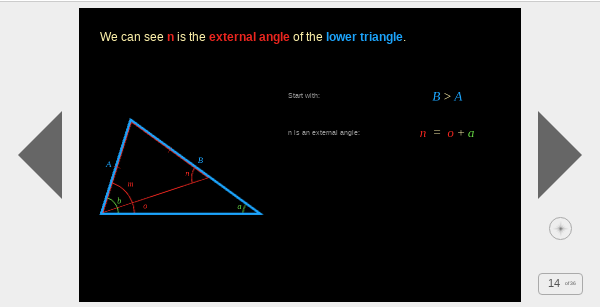 We can see n is the external angle of the lower triangle.
Start with:
B > A
n is an external angle:
n = o + a
A
B
m
n
b
o
a
14 of 36